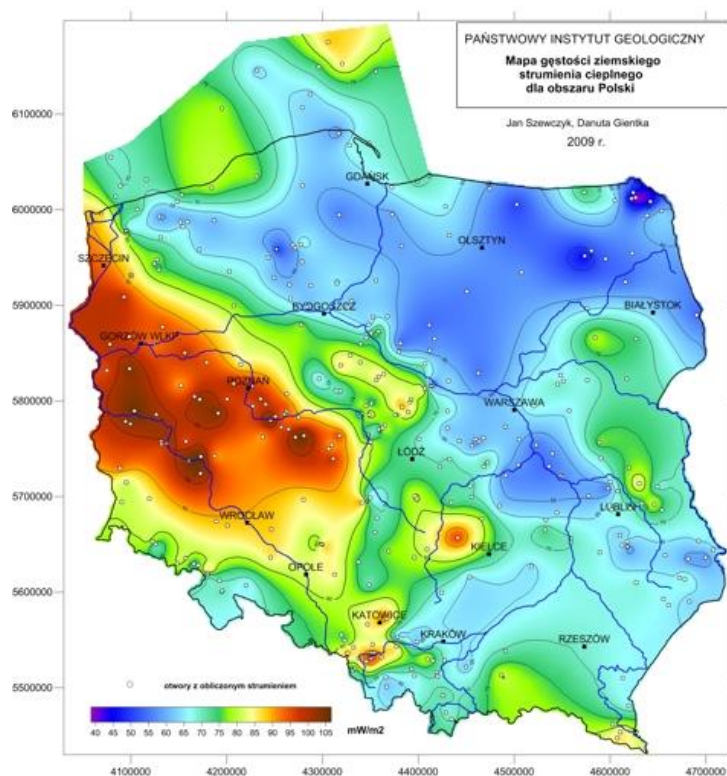 PAŃSTWOWY INSTYTUT GEOLOGICZNY
Mapa gęstości ziemskiego
strumienia cieplnego
dla obszaru Polski
Jan Szewczyk, Danuta Gientka
2009 r.
6100000
6000000
5900000
5800000
5700000
5600000
5500000
5450000
GDAŃSK
OLSZTYN
SZCZECIN
BYDGOSZCZ
BIAŁYSTOK
GORZÓW WLKP
POZNAŃ
WARSZAWA
ŁÓDŹ
WROCŁAW
LUBLIN
KIELCE
OPOLE
KATOWICE
KRAKÓW
RZESZÓW
otwory z obliczonym strumieniem
40 45 50 55 60 65 70 75 80 85 90 95 100 105
mW/m2
4100000 4200000 4300000 4400000 4500000 4600000 4700000